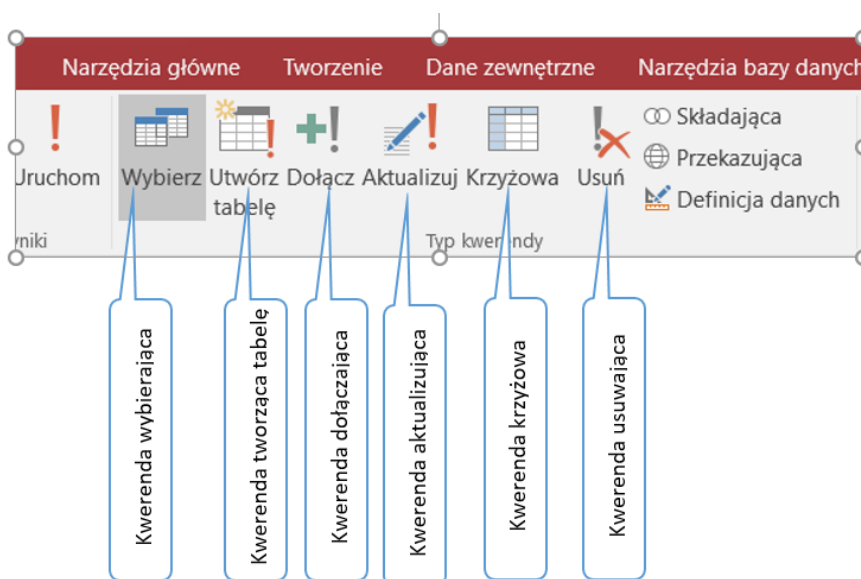 Narzędzia główne Tworzenie Dane zewnętrzne Narzędzia bazy danych
Uruchom Wybierz Utwórz tabelę Dołącz Aktualizuj Krzyżowa Usuń
Składająca
Przekazująca
Definicja danych
Typ kwerendy
Kwerenda wybierająca
Kwerenda tworząca tabelę
Kwerenda dołączająca
Kwerenda aktualizująca
Kwerenda krzyżowa
Kwerenda usuwająca